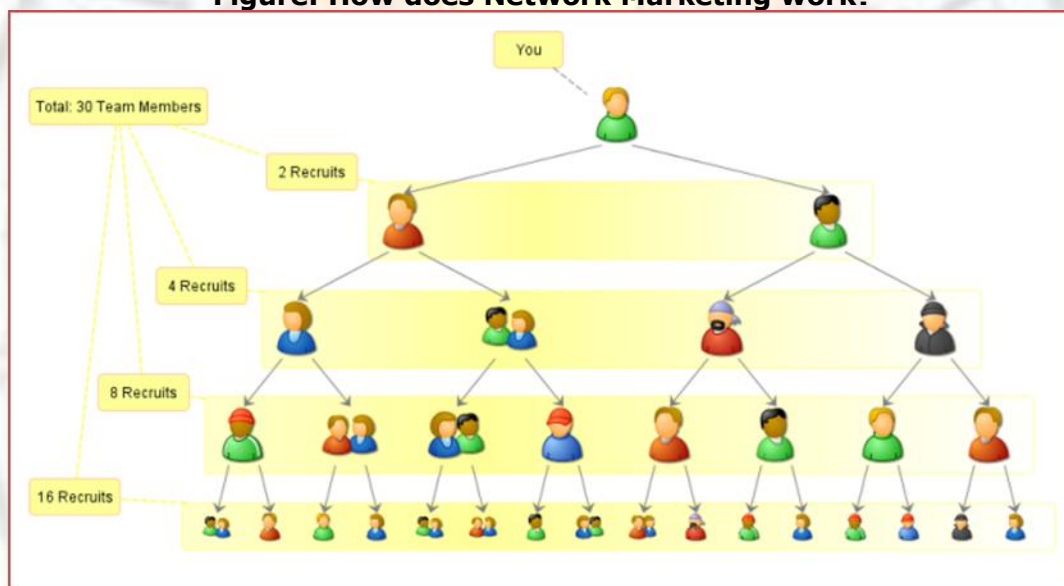 Figure: How does Network Marketing work?
You
Total: 30 Team Members
2 Recruits
4 Recruits
8 Recruits
16 Recruits